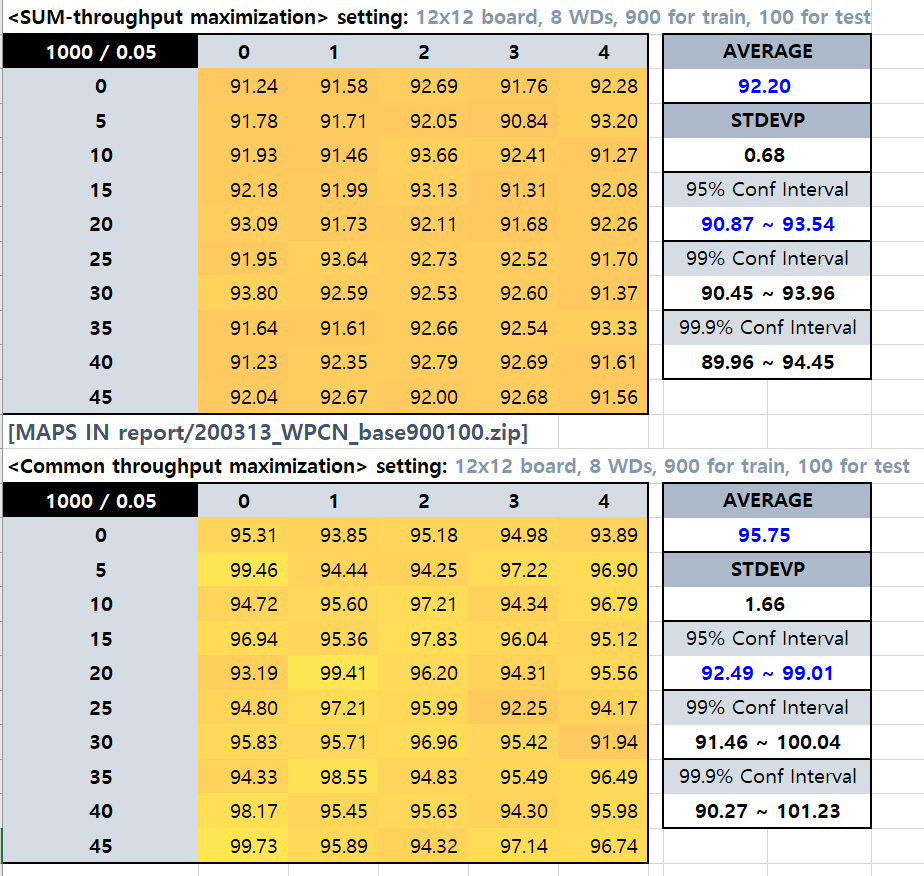 <SUM-throughput maximization> setting: 12x12 board, 8 WDs, 900 for train, 100 for test
1000 / 0.05 0 1 2 3 4 AVERAGE
0 91.24 91.58 92.69 91.76 92.28 92.20
5 91.78 91.71 92.05 90.84 93.20 STDEVP
10 91.93 91.46 93.66 92.41 91.27 0.68
15 92.18 91.99 93.13 91.31 92.08 95% Conf Interval
20 93.09 91.73 92.11 91.68 92.26 90.87 ~ 93.54
25 91.95 93.64 92.73 92.52 91.70 99% Conf Interval
30 93.80 92.59 92.53 92.60 91.37 90.45 ~ 93.96
35 91.64 91.61 92.66 92.54 93.33 99.9% Conf Interval
40 91.23 92.35 92.79 92.69 91.61 89.96 ~ 94.45
45 92.04 92.67 92.00 92.68 91.56
[MAPS IN report/200313_WPCN_base900100.zip]
<Common throughput maximization> setting: 12x12 board, 8 WDs, 900 for train, 100 for test
1000 / 0.05 0 1 2 3 4 AVERAGE
0 95.31 93.85 95.18 94.98 93.89 95.75
5 99.46 94.44 94.25 97.22 96.90 STDEVP
10 94.72 95.60 97.21 94.34 96.79 1.66
15 96.94 95.36 97.83 96.04 95.12 95% Conf Interval
20 93.19 99.41 96.20 94.31 95.56 92.49 ~ 99.01
25 94.80 97.21 95.99 92.25 94.17 99% Conf Interval
30 95.83 95.71 96.96 95.42 91.94 91.46 ~ 100.04
35 94.33 98.55 94.83 95.49 96.49 99.9% Conf Interval
40 98.17 95.45 95.63 94.30 95.98 90.27 ~ 101.23
45 99.73 95.89 94.32 97.14 96.74